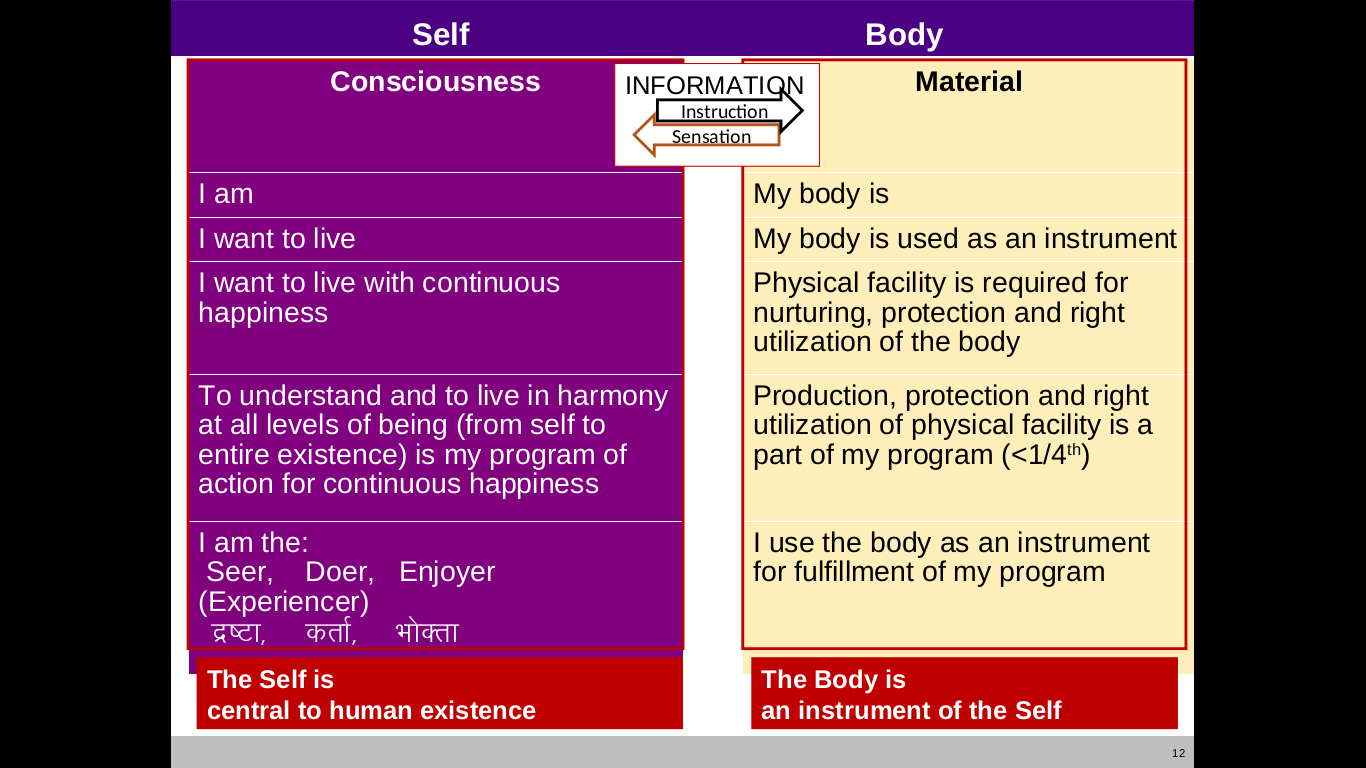 Self
Body
Consciousness
INFORMATION
Instruction
Sensation
Material
I am
My body is
I want to live
My body is used as an instrument
I want to live with continuous
happiness
Physical facility is required for
nurturing, protection and right
utilization of the body
To understand and to live in harmony
at all levels of being (from self to
entire existence) is my program of
action for continuous happiness
Production, protection and right
utilization of physical facility is a
part of my program (<1/4th)
I am the:
Seer, Doer, Enjoyer
(Experiencer)
द्रष्टा, कर्ता, भोक्ता
I use the body as an instrument
for fulfillment of my program
The Self is
central to human existence
The Body is
an instrument of the Self
12